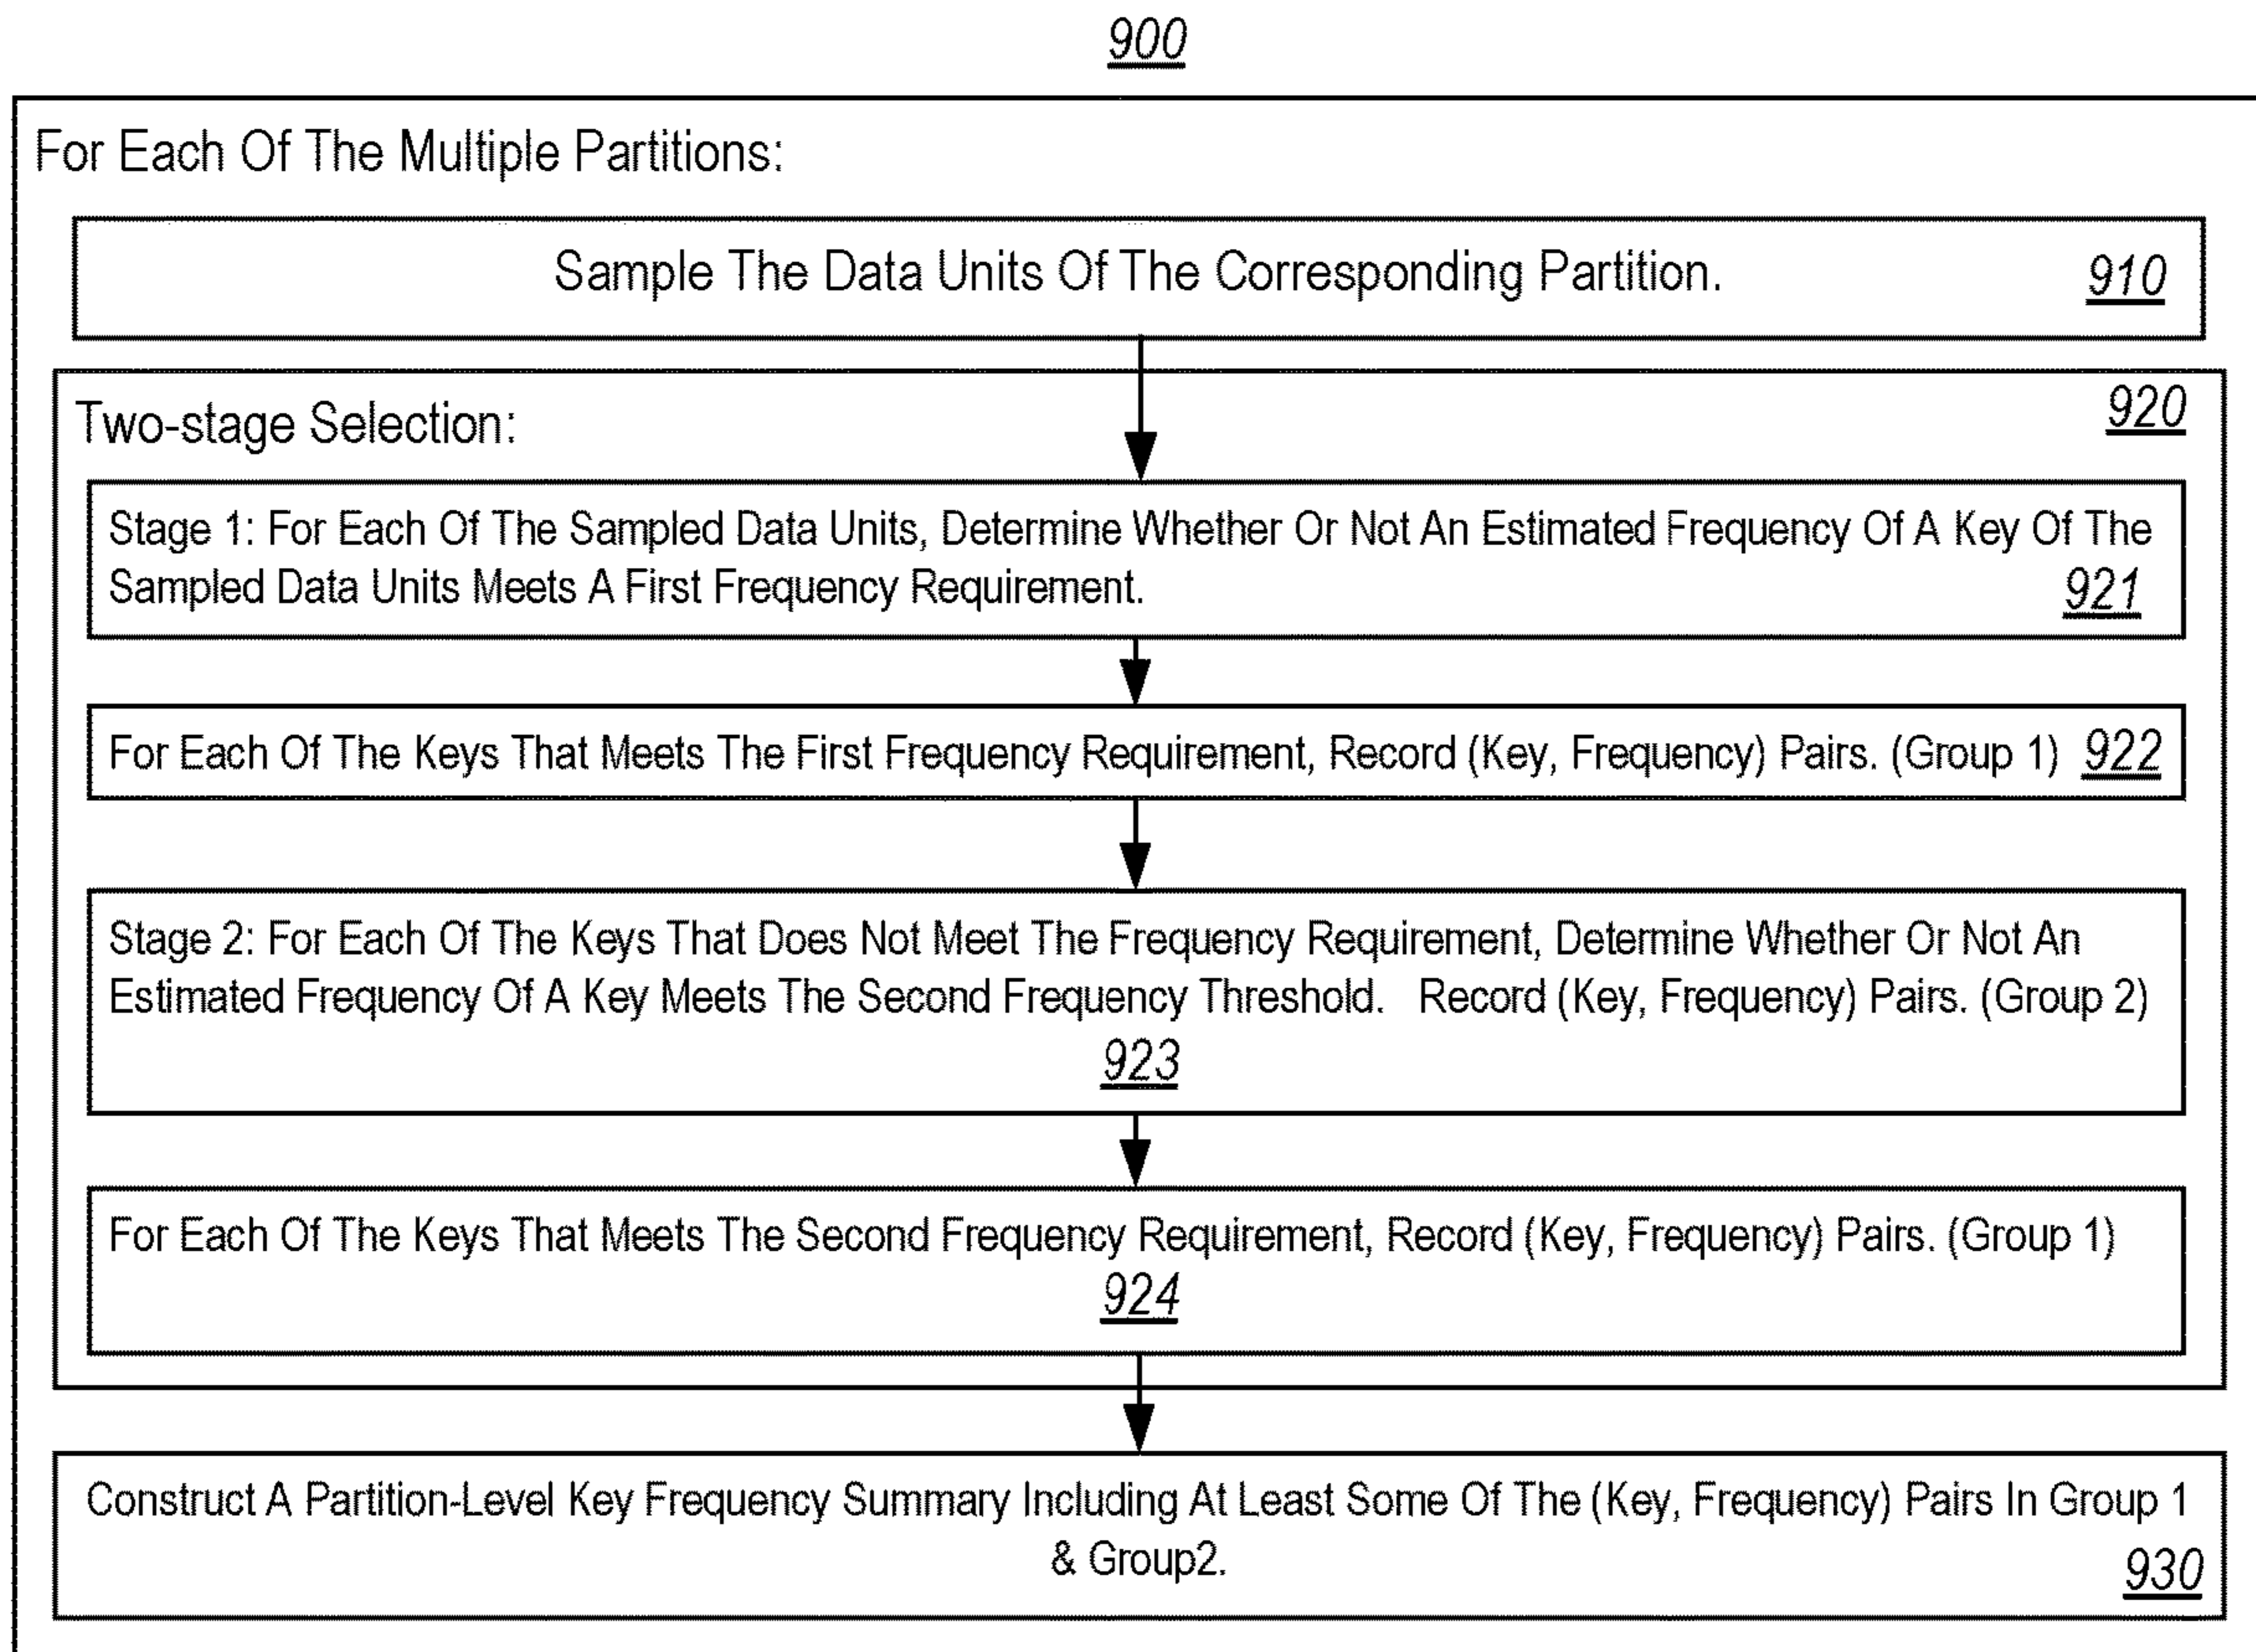 900
For Each Of The Multiple Partitions:
Sample The Data Units Of The Corresponding Partition. 910
Two-stage Selection: 920
Stage 1: For Each Of The Sampled Data Units, Determine Whether Or Not An Estimated Frequency Of A Key Of The
Sampled Data Units Meets A First Frequency Requirement. 921
For Each Of The Keys That Meets The First Frequency Requirement, Record (Key, Frequency) Pairs. (Group 1) 922
Stage 2: For Each Of The Keys That Does Not Meet The Frequency Requirement, Determine Whether Or Not An
Estimated Frequency Of A Key Meets The Second Frequency Threshold. Record (Key, Frequency) Pairs. (Group 2)
923
For Each Of The Keys That Meets The Second Frequency Requirement, Record (Key, Frequency) Pairs. (Group 1)
924
Construct A Partition-Level Key Frequency Summary Including At Least Some Of The (Key, Frequency) Pairs In Group 1
& Group2. 930